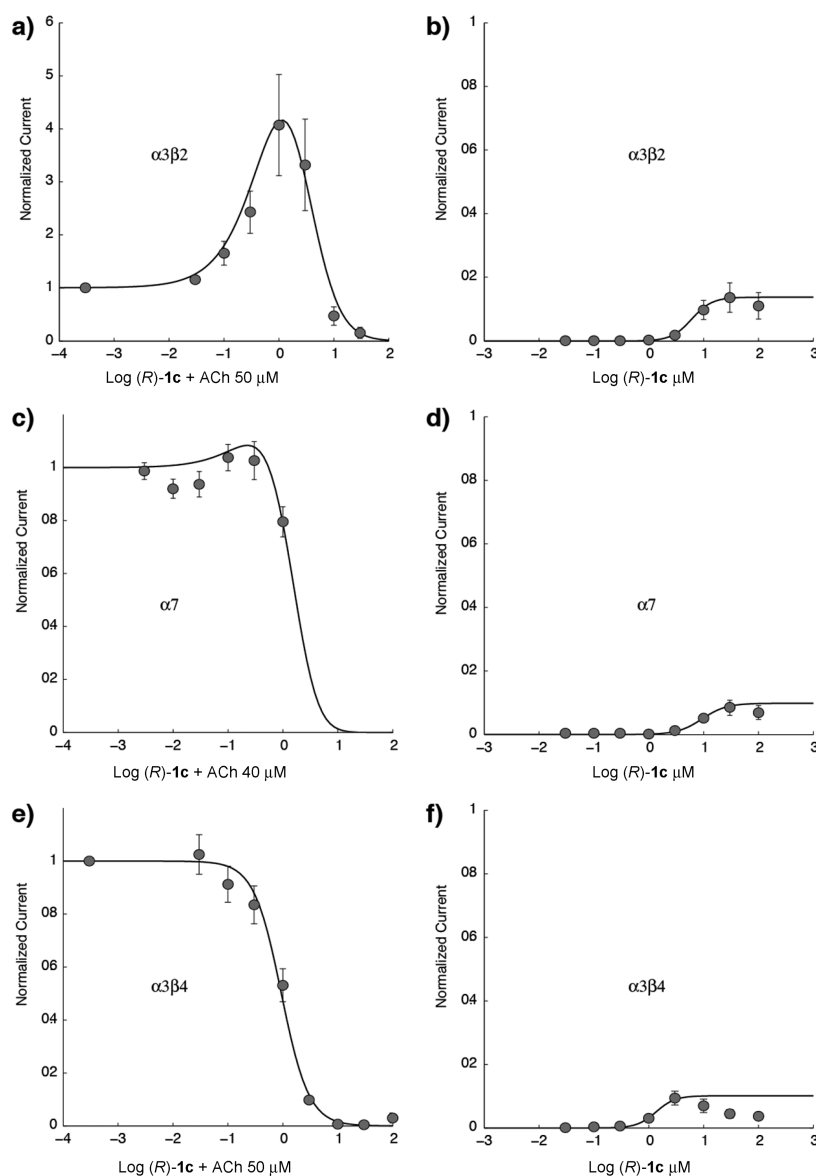 a)
Normalized Current
6
5
4
3
2
1
0
α3β2
−4 −3 −2 −1 0 1 2
Log (R)-1c + ACh 50 μM
b)
Normalized Current
1
08
06
04
02
0
α3β2
−3 −2 −1 0 1 2 3
Log (R)-1c μM
c)
Normalized Current
1
08
06
04
02
0
α7
−4 −3 −2 −1 0 1 2
Log (R)-1c + ACh 40 μM
d)
Normalized Current
1
08
06
04
02
0
α7
−3 −2 −1 0 1 2 3
Log (R)-1c μM
e)
Normalized Current
1
08
06
04
02
0
α3β4
−4 −3 −2 −1 0 1 2
Log (R)-1c + ACh 50 μM
f)
Normalized Current
1
08
06
04
02
0
α3β4
−3 −2 −1 0 1 2 3
Log (R)-1c μM